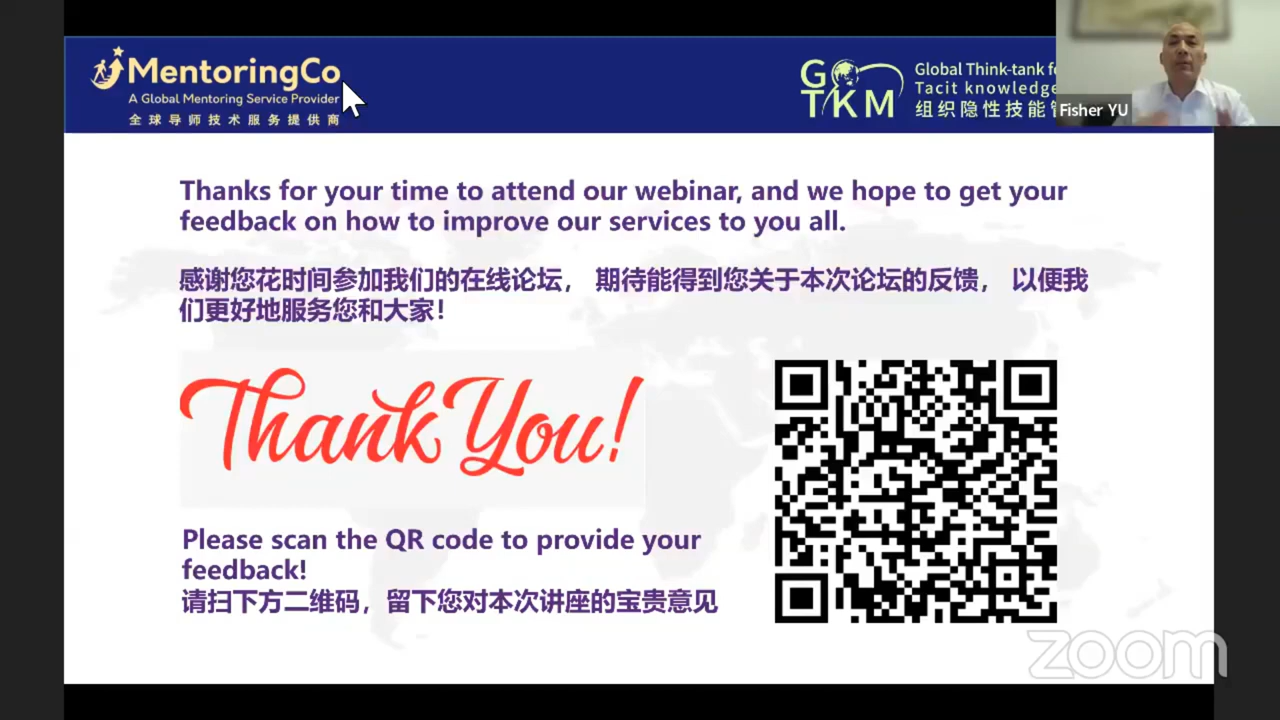 MentoringCo
A Global Mentoring Service Provider
全球导师技术服务提供商
GTKM
Global Think-tank
Tacit knowledge
组织隐性技能
Fisher YU
Thanks for your time to attend our webinar, and we hope to get your
feedback on how to improve our services to you all.
感谢您花时间参加我们的在线论坛， 期待能得到您关于本次论坛的反馈， 以便我
们更好地服务您和大家！
Thank You!
Please scan the QR code to provide your
feedback!
请扫下方二维码，留下您对本次讲座的宝贵意见
zoom